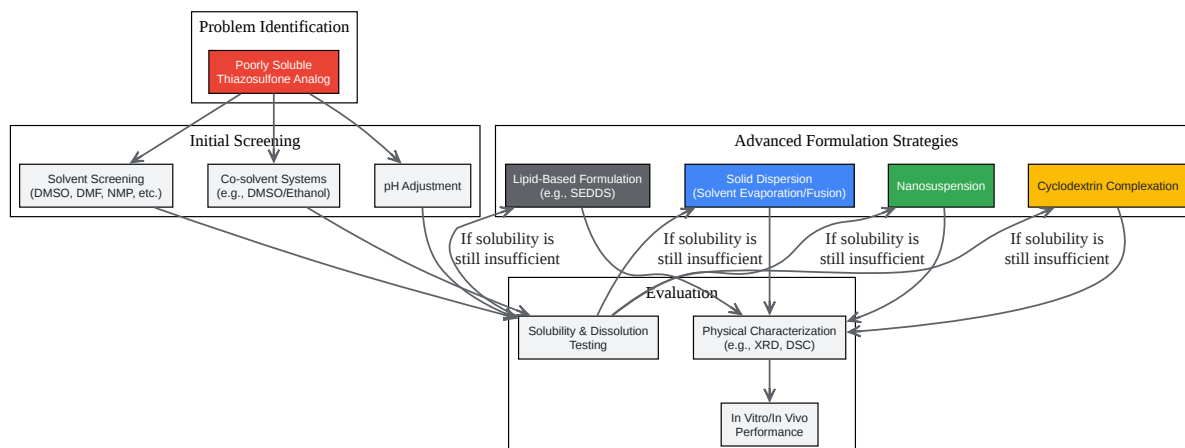 Problem Identification
Poorly Soluble
Thiazosulfone Analog
Initial Screening
Solvent Screening
(DMSO, DMF, NMP, etc.)
Co-solvent Systems
(e.g., DMSO/Ethanol)
pH Adjustment
Advanced Formulation Strategies
Lipid-Based Formulation
(e.g., SEDDS)
Solid Dispersion
(Solvent Evaporation/Fusion)
Nanosuspension
Cyclodextrin Complexation
If solubility is
still insufficient
If solubility is
still insufficient
If solubility is
still insufficient
If solubility is
still insufficient
Evaluation
Solubility & Dissolution
Testing
Physical Characterization
(e.g., XRD, DSC)
In Vitro/In Vivo
Performance